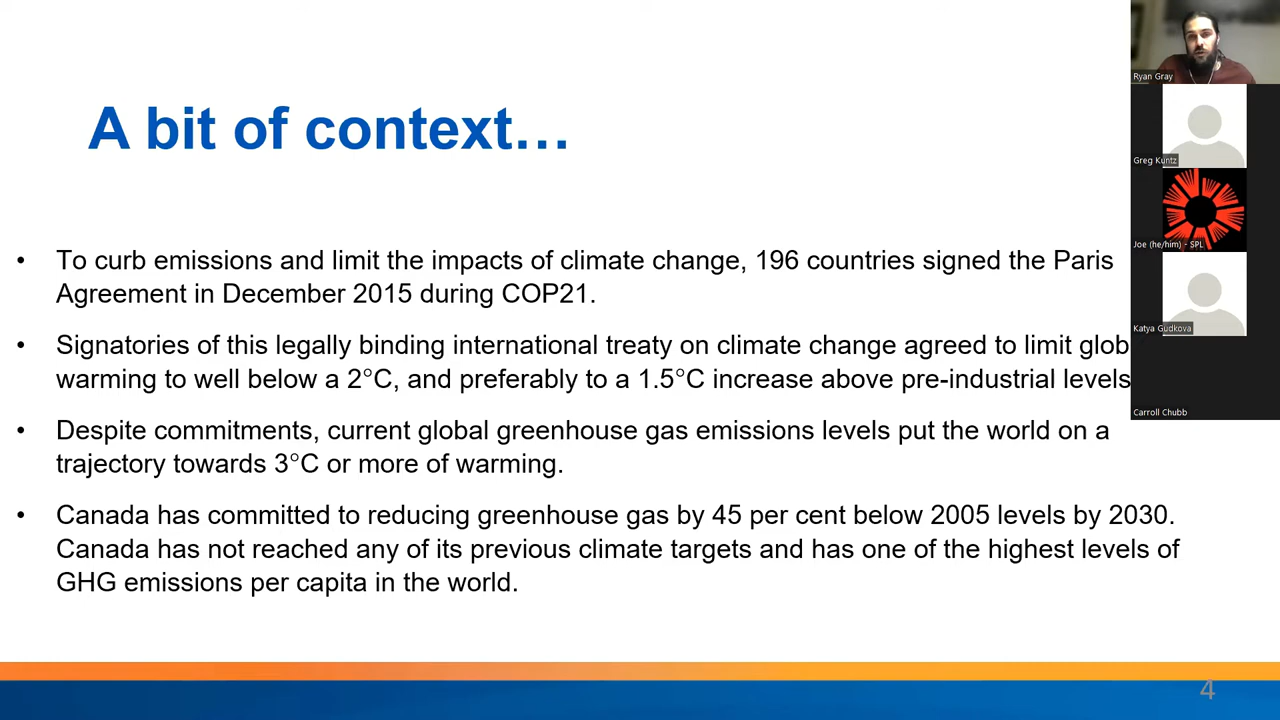 A bit of context…
• To curb emissions and limit the impacts of climate change, 196 countries signed the Paris
Agreement in December 2015 during COP21.
• Signatories of this legally binding international treaty on climate change agreed to limit glob
warming to well below a 2°C, and preferably to a 1.5°C increase above pre-industrial levels
• Despite commitments, current global greenhouse gas emissions levels put the world on a
trajectory towards 3°C or more of warming.
• Canada has committed to reducing greenhouse gas by 45 per cent below 2005 levels by 2030.
Canada has not reached any of its previous climate targets and has one of the highest levels of
GHG emissions per capita in the world.
4
Ryan Gray
Greg Kuntz
Joe (he/him) - SPL
Katya Gudkova
Carroll Chubb